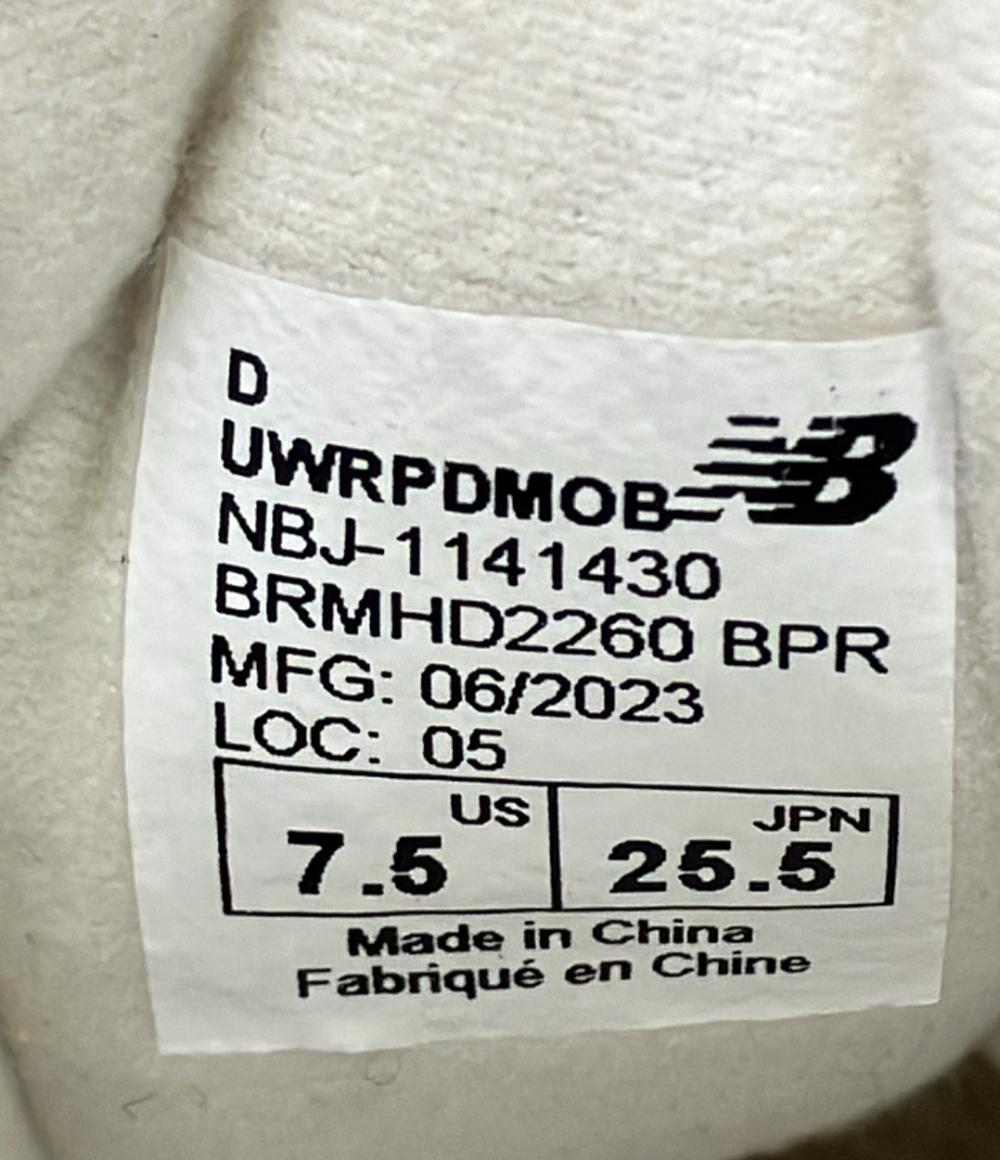 D
UWRPDMOB
NBJ-1141430
BRMHD2260 BPR
MFG: 06/2023
LOC: 05
US JPN
7.5 25.5
Made in China
Fabriqué en Chine